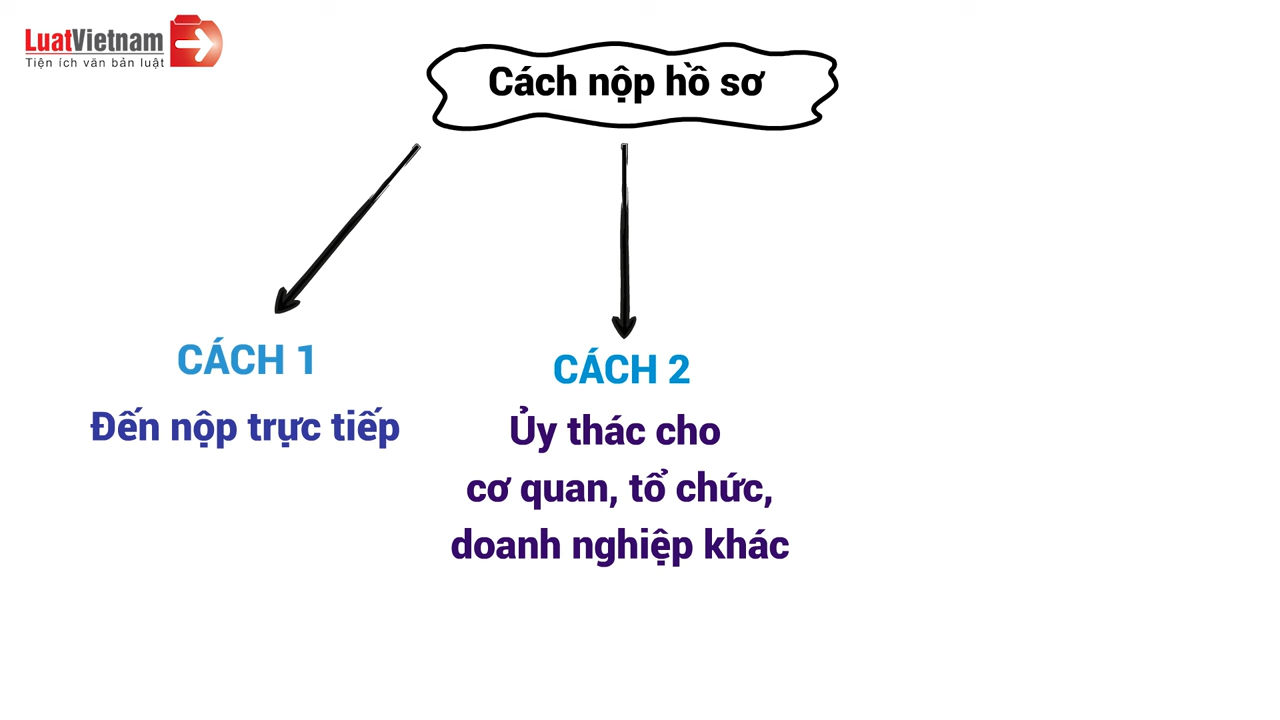 LuatVietnam
Tiện ích văn bản luật
Cách nộp hồ sơ
CÁCH 1
Đến nộp trực tiếp
CÁCH 2
Ủy thác cho
cơ quan, tổ chức,
doanh nghiệp khác